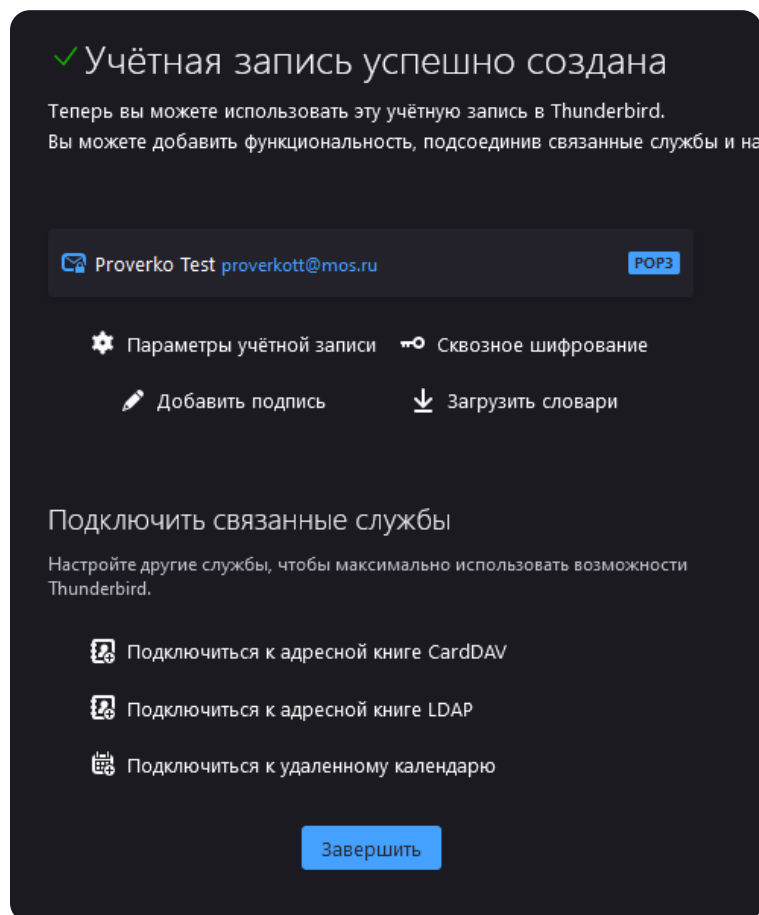 Учётная запись успешно создана
Теперь вы можете использовать эту учётную запись в Thunderbird.
Вы можете добавить функциональность, подсоединив связанные службы и на
Proverko Test proverkott@mos.ru POP3
Параметры учётной записи Сквозное шифрование
Добавить подпись Загрузить словари
Подключить связанные службы
Настройте другие службы, чтобы максимально использовать возможности
Thunderbird.
Подключиться к адресной книге CardDAV
Подключиться к адресной книге LDAP
Подключиться к удаленному календарю
Завершить